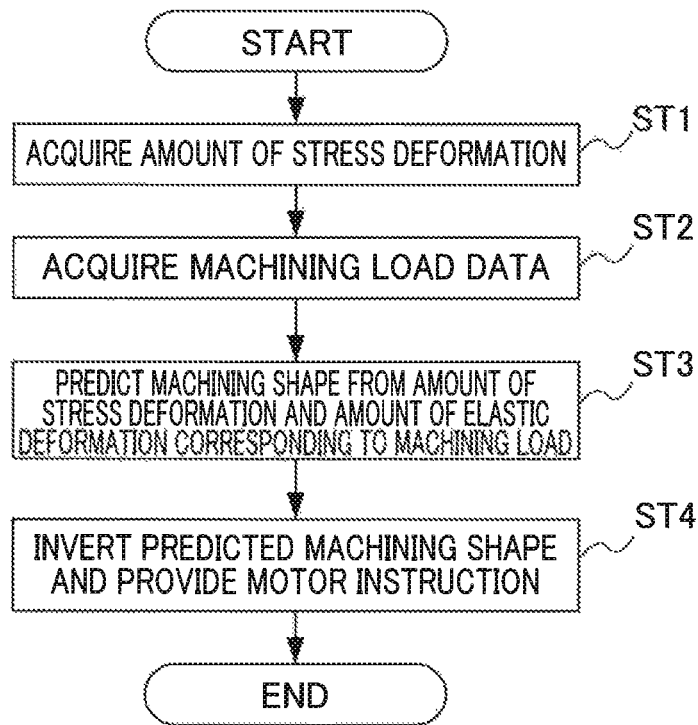 START
ST1
ACQUIRE AMOUNT OF STRESS DEFORMATION
ST2
ACQUIRE MACHINING LOAD DATA
ST3
PREDICT MACHINING SHAPE FROM AMOUNT OF
STRESS DEFORMATION AND AMOUNT OF ELASTIC
DEFORMATION CORRESPONDING TO MACHINING LOAD
ST4
INVERT PREDICTED MACHINING SHAPE
AND PROVIDE MOTOR INSTRUCTION
END